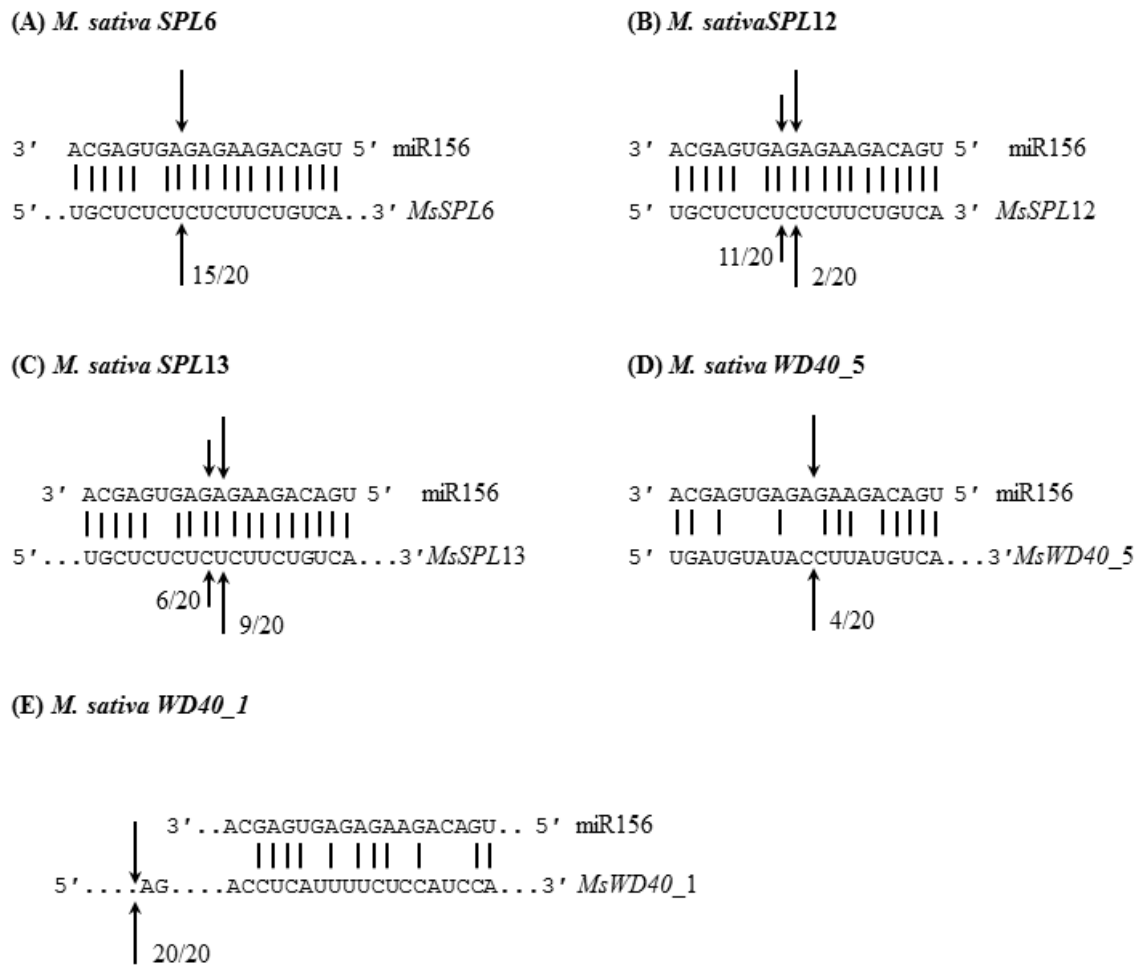 (A) M. sativa SPL6
3′ ACGAGUGAGAGAAGACAGU 5′ miR156
5′..UGCUCUCUCUCUUCUGUCA..3′ MsSPL6
15/20
(B) M. sativaSPL12
3′ ACGAGUGAGAGAAGACAGU 5′ miR156
5′ UGCUCUCUCUCUUCUGUCA 3′ MsSPL12
11/20
2/20
(C) M. sativa SPL13
3′ ACGAGUGAGAGAAGACAGU 5′ miR156
5′...UGCUCUCUCUCUUCUGUCA...3′MsSPL13
6/20
9/20
(D) M. sativa WD40_5
3′ ACGAGUGAGAGAAGACAGU 5′ miR156
5′ UGAUGUAUACCUUAUGUCA...3′MsWD40_5
4/20
(E) M. sativa WD40_1
3′..ACGAGUGAGAGAAGACAGU.. 5′ miR156
5′....AG....ACCUCAUUUUCUCCAUCCA...3′ MsWD40_1
20/20